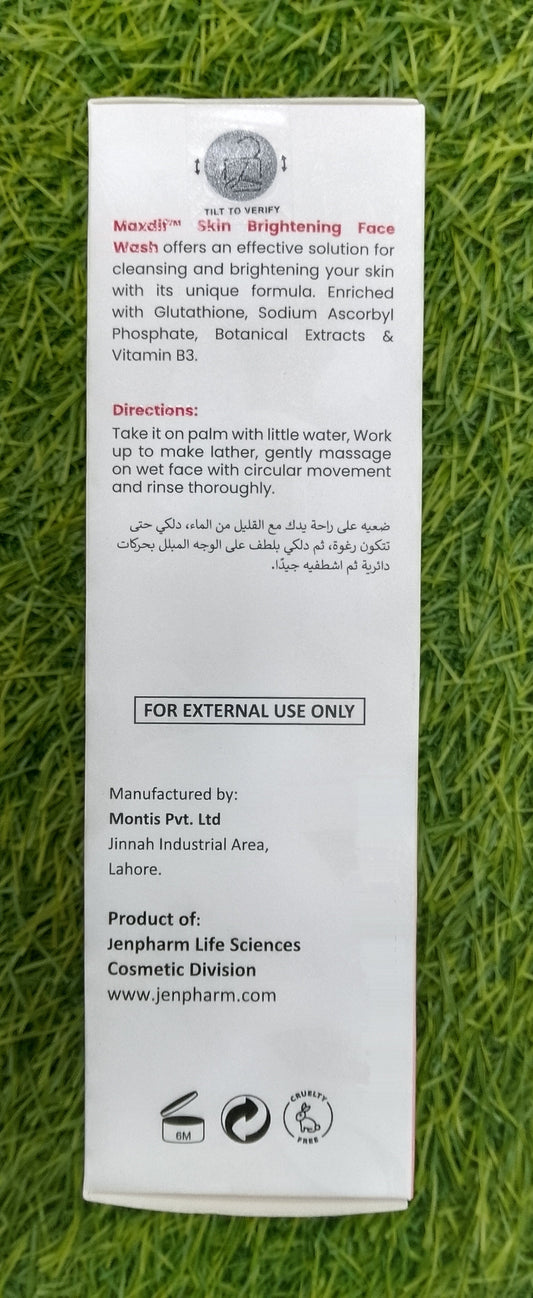 TILT TO VERIFY
Maxdif™ Skin Brightening Face
Wash offers an effective solution for
cleansing and brightening your skin
with its unique formula. Enriched
with Glutathione, Sodium Ascorbyl
Phosphate, Botanical Extracts &
Vitamin B3.
Directions:
Take it on palm with little water, Work
up to make lather, gently massage
on wet face with circular movement
and rinse thoroughly.
ضعيه على راحة يدك مع القليل من الماء، دلكي حتى
تتكون رغوة، ثم دلكي بلطف على الوجه المبلل بحركات
دائرية ثم اشطفيه جيدًا.
FOR EXTERNAL USE ONLY
Manufactured by:
Montis Pvt. Ltd
Jinnah Industrial Area,
Lahore.
Product of:
Jenpharm Life Sciences
Cosmetic Division
www.jenpharm.com
6M
CRUELTY
FREE